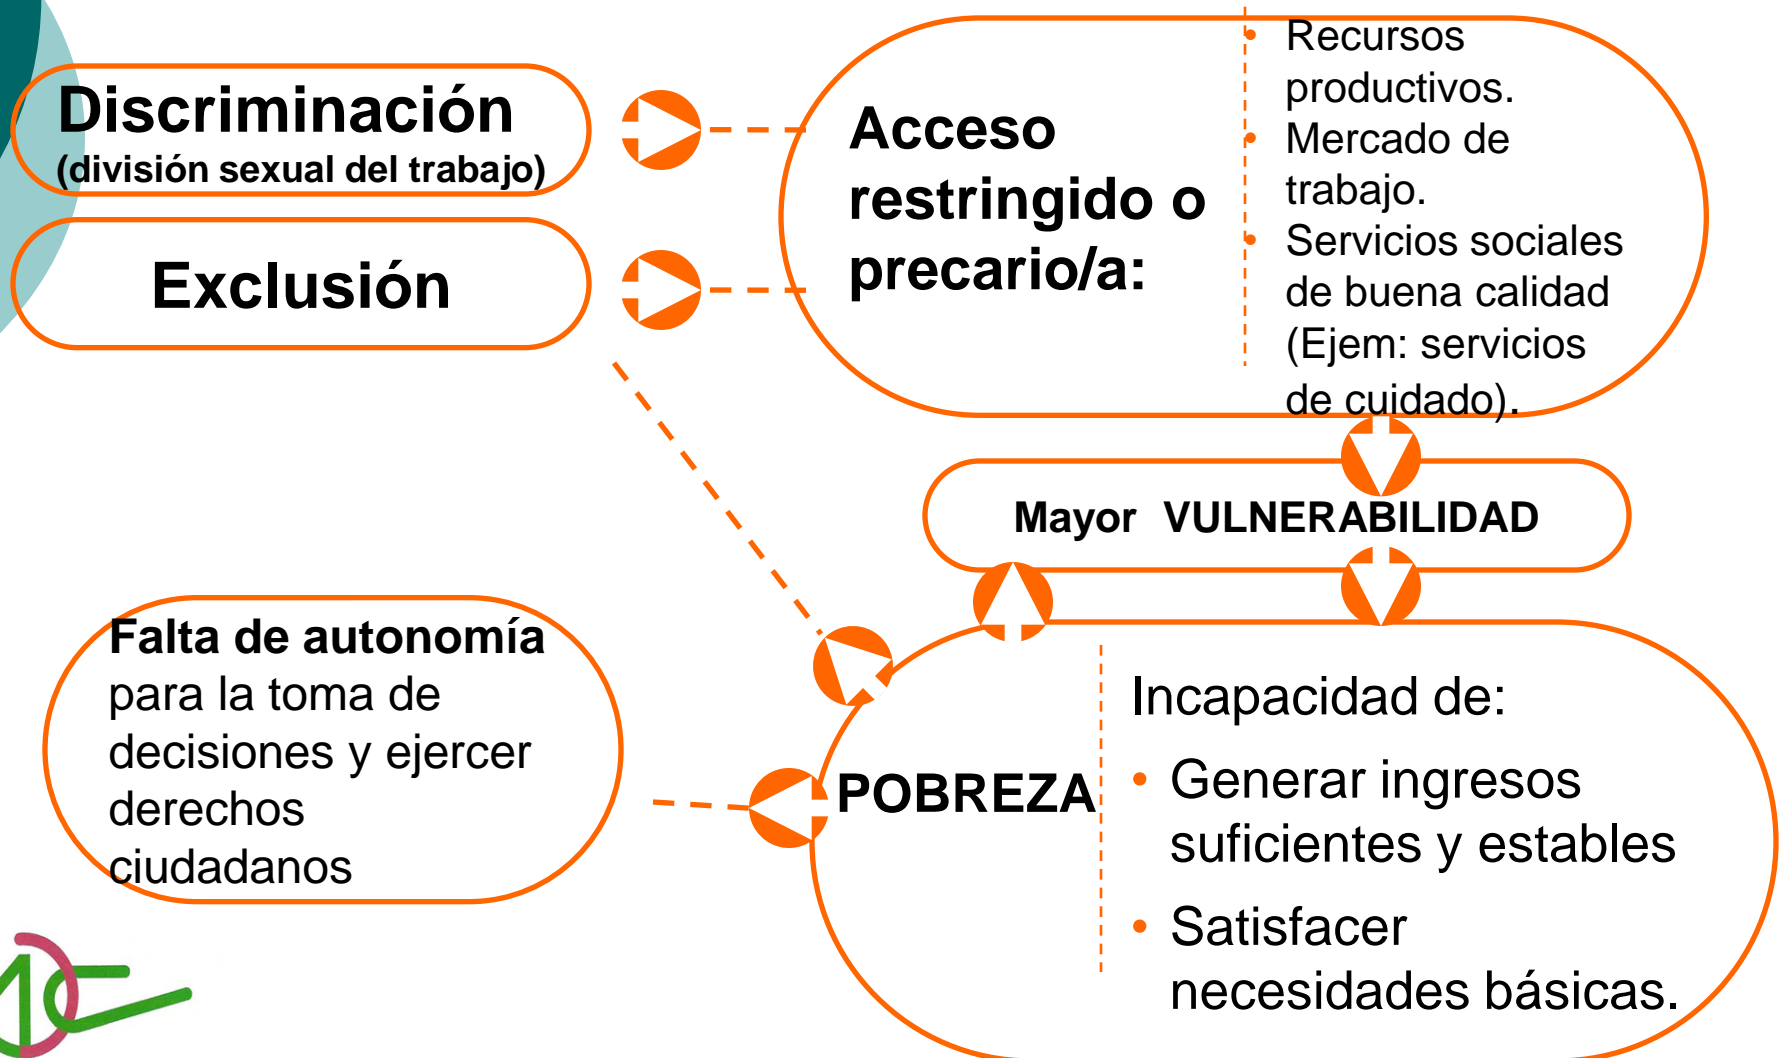 Discriminación
(división sexual del trabajo)
Exclusión
Acceso
restringido o
precario/a:
• Recursos
productivos.
• Mercado de
trabajo.
• Servicios sociales
de buena calidad
(Ejem: servicios
de cuidado).
Mayor VULNERABILIDAD
Falta de autonomía
para la toma de
decisiones y ejercer
derechos
ciudadanos
POBREZA
Incapacidad de:
• Generar ingresos
suficientes y estables
• Satisfacer
necesidades básicas.